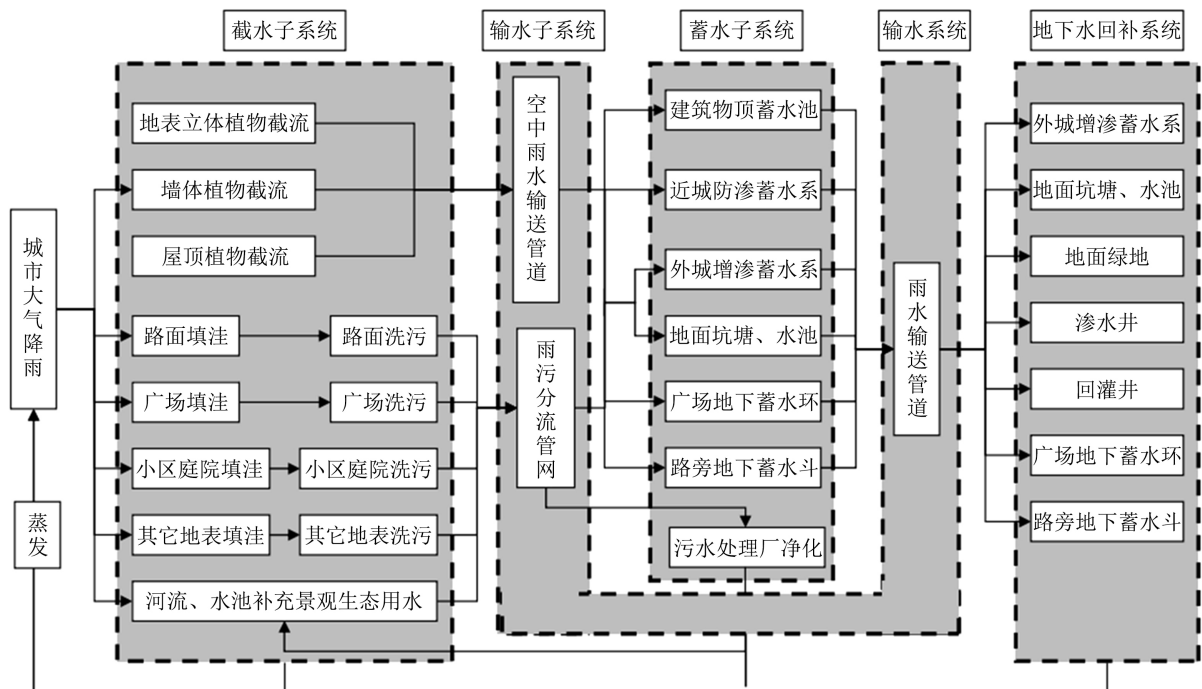 截水子系统
输水子系统
蓄水子系统
输水系统
地下水回补系统
城市大气降雨
蒸发
地表立体植物截流
墙体植物截流
屋顶植物截流
路面填洼
路面洗污
广场填洼
广场洗污
小区庭院填洼
小区庭院洗污
其它地表填洼
其它地表洗污
河流、水池补充景观生态用水
空中雨水输送管道
雨污分流管网
建筑物顶蓄水池
近城防渗蓄水系
外城增渗蓄水系
地面坑塘、水池
广场地下蓄水环
路旁地下蓄水斗
污水处理厂净化
雨水输送管道
外城增渗蓄水系
地面坑塘、水池
地面绿地
渗水井
回灌井
广场地下蓄水环
路旁地下蓄水斗